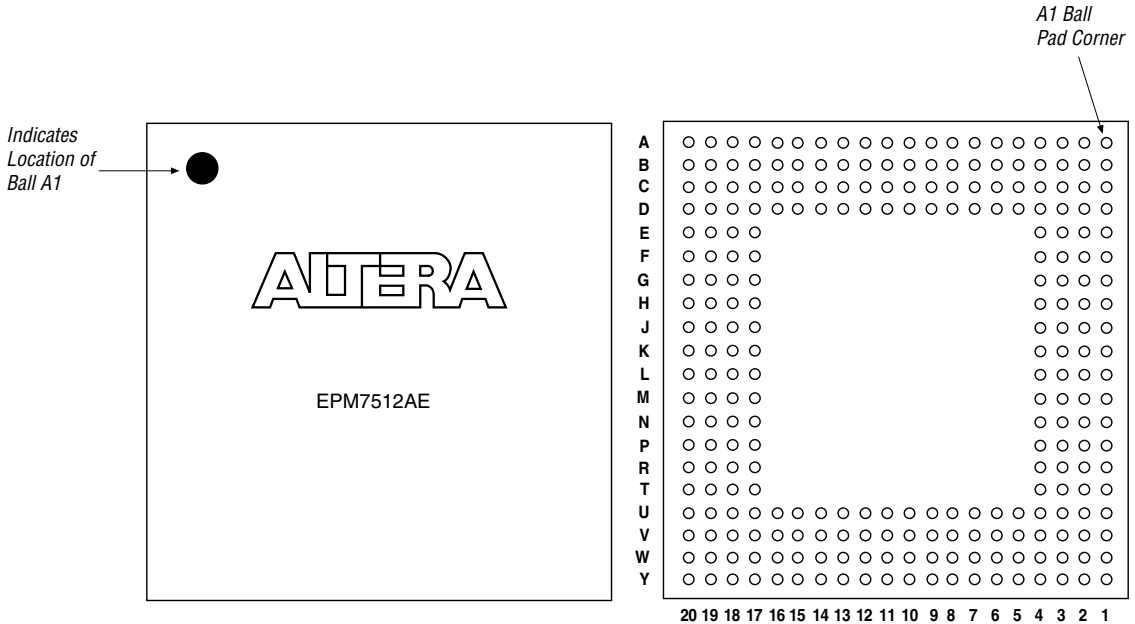 A1 Ball
Pad Corner
Indicates
Location of
Ball A1
ALTERA
EPM7512AE
A
B
C
D
E
F
G
H
J
K
L
M
N
P
R
T
U
V
W
Y
20 19 18 17 16 15 14 13 12 11 10 9 8 7 6 5 4 3 2 1